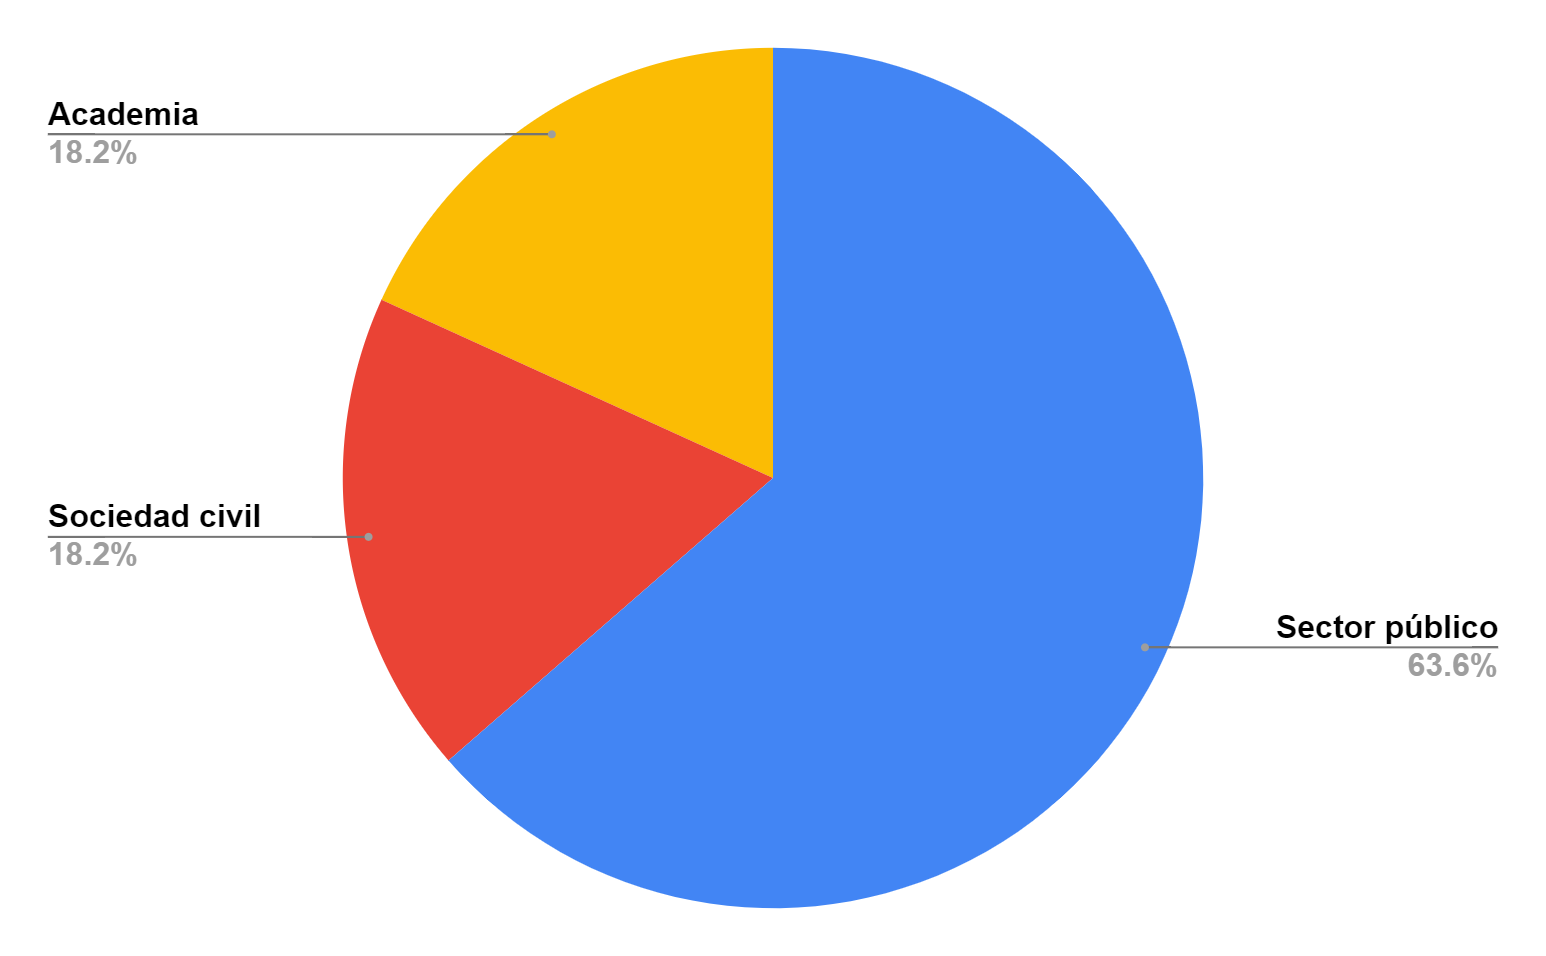 Academia
18.2%
Sociedad civil
18.2%
Sector público
63.6%